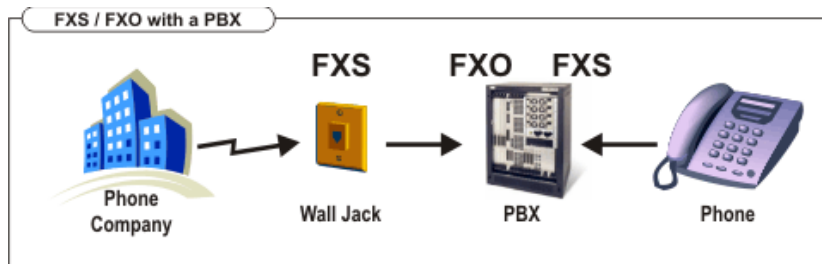 FXS / FXO with a PBX
FXS
FXO
FXS
Phone
Company
Wall Jack
PBX
Phone